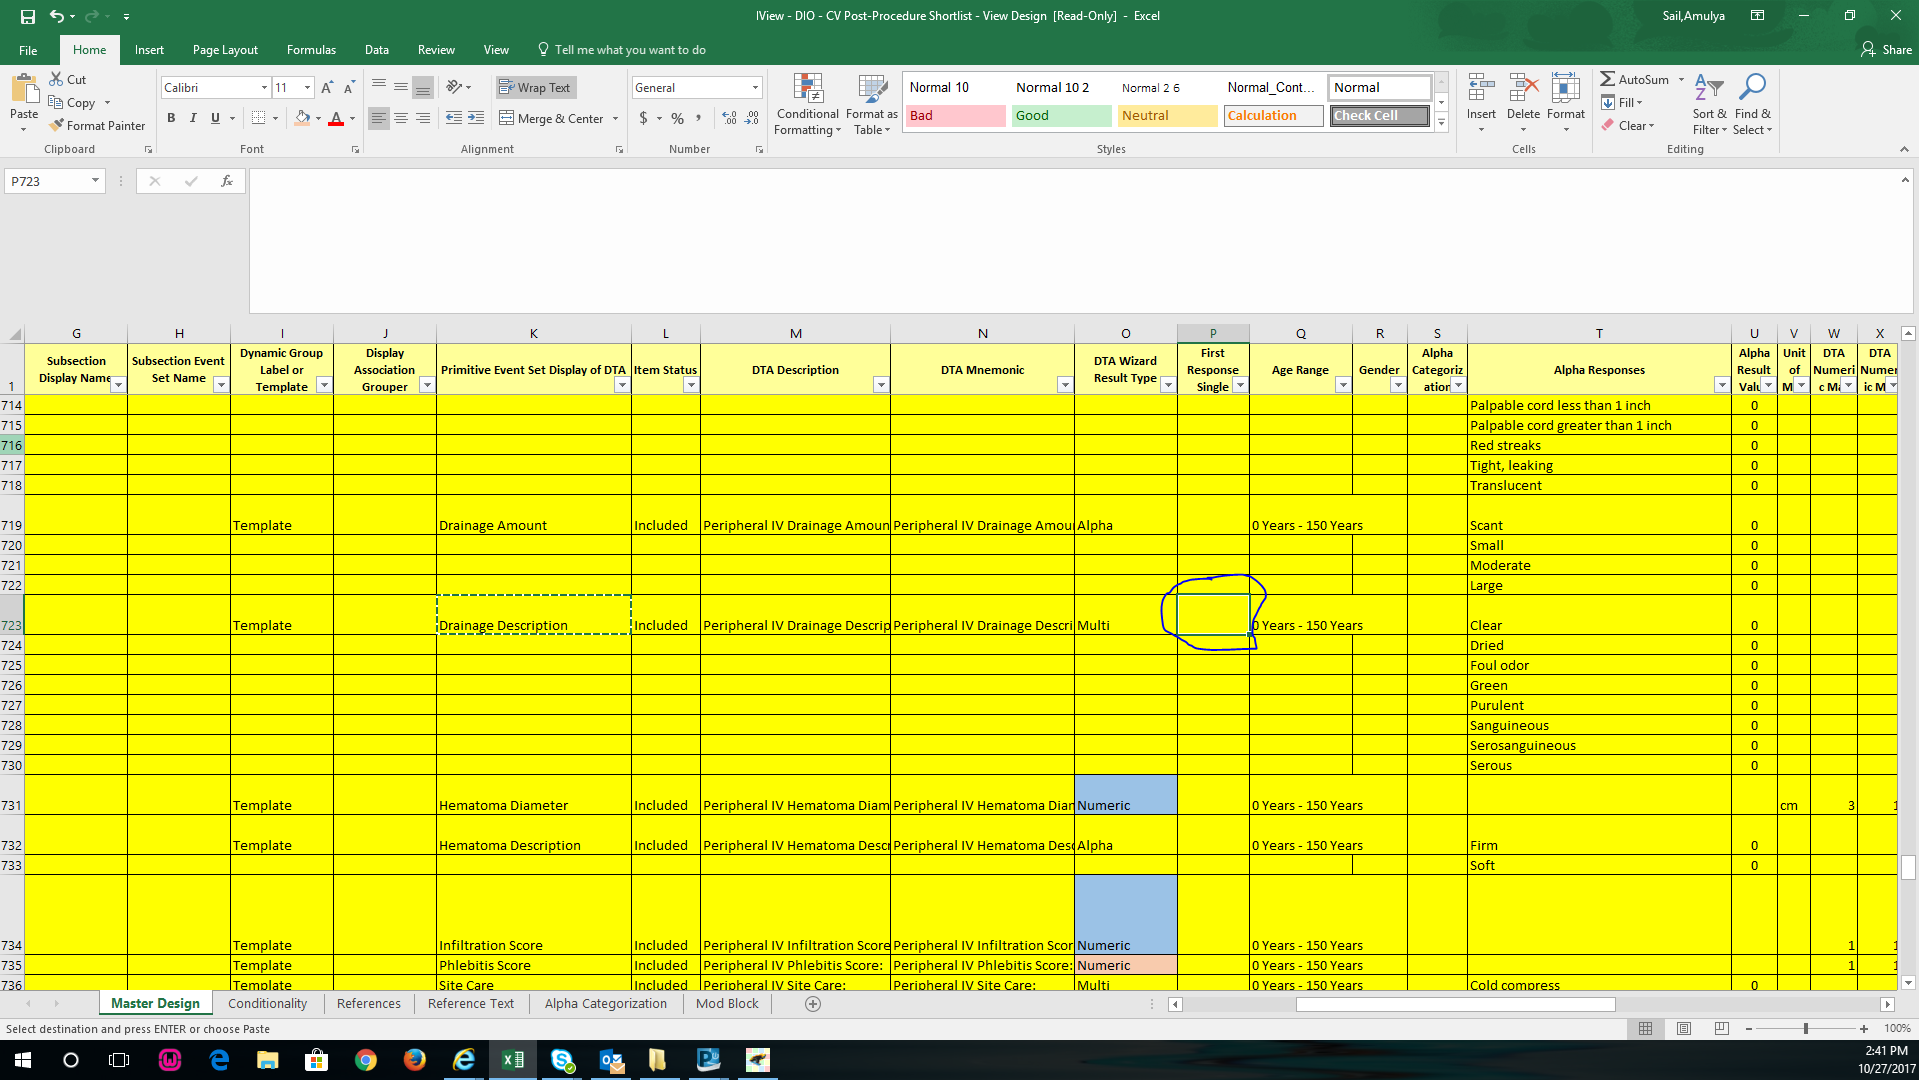 IView - DIO - CV Post-Procedure Shortlist - View Design [Read-Only] - Excel
Sail,Amulya
File Home Insert Page Layout Formulas Data Review View Tell me what you want to do Share
Paste Cut Copy Format Painter Clipboard
Calibri 11 B I U A Font
Wrap Text Merge & Center Alignment
General $ % , Number
Conditional Formatting Format as Table
Normal 10 Normal 10 2 Normal 2 6 Normal_Cont... Normal
Bad Good Neutral Calculation Check Cell
Styles
Insert Delete Format Cells
AutoSum Fill Clear Sort & Filter Find & Select Editing
P723 fx
G H I J K L M N O P Q R S T U V W X
1 Subsection Display Name Subsection Event Set Name Dynamic Group Label or Template Display Association Grouper Primitive Event Set Display of DTA Item Status DTA Description DTA Mnemonic DTA Wizard Result Type First Response Single Age Range Gender Alpha Categoriz ation Alpha Responses Alpha Result Valu Unit of M DTA Numeri c Ma DTA Numer ic M
714 Palpable cord less than 1 inch 0
715 Palpable cord greater than 1 inch 0
716 Red streaks 0
717 Tight, leaking 0
718 Translucent 0
719 Template Drainage Amount Included Peripheral IV Drainage Amoun Peripheral IV Drainage Amou Alpha 0 Years - 150 Years Scant 0
720 Small 0
721 Moderate 0
722 Large 0
723 Template Drainage Description Included Peripheral IV Drainage Descrip Peripheral IV Drainage Descri Multi 0 Years - 150 Years Clear 0
724 Dried 0
725 Foul odor 0
726 Green 0
727 Purulent 0
728 Sanguineous 0
729 Serosanguineous 0
730 Serous 0
731 Template Hematoma Diameter Included Peripheral IV Hematoma Diam Peripheral IV Hematoma Dian Numeric 0 Years - 150 Years cm 3 1
732 Template Hematoma Description Included Peripheral IV Hematoma Descr Peripheral IV Hematoma Desc Alpha 0 Years - 150 Years Firm 0
733 Soft 0
734 Template Infiltration Score Included Peripheral IV Infiltration Score Peripheral IV Infiltration Scor Numeric 0 Years - 150 Years 1 1
735 Template Phlebitis Score Included Peripheral IV Phlebitis Score: Peripheral IV Phlebitis Score: Numeric 0 Years - 150 Years 1 1
736 Template Site Care Included Peripheral IV Site Care: Peripheral IV Site Care: Multi 0 Years - 150 Years Cold compress 0
Master Design Conditionality References Reference Text Alpha Categorization Mod Block
Select destination and press ENTER or choose Paste
100%
2:41 PM
10/27/2017